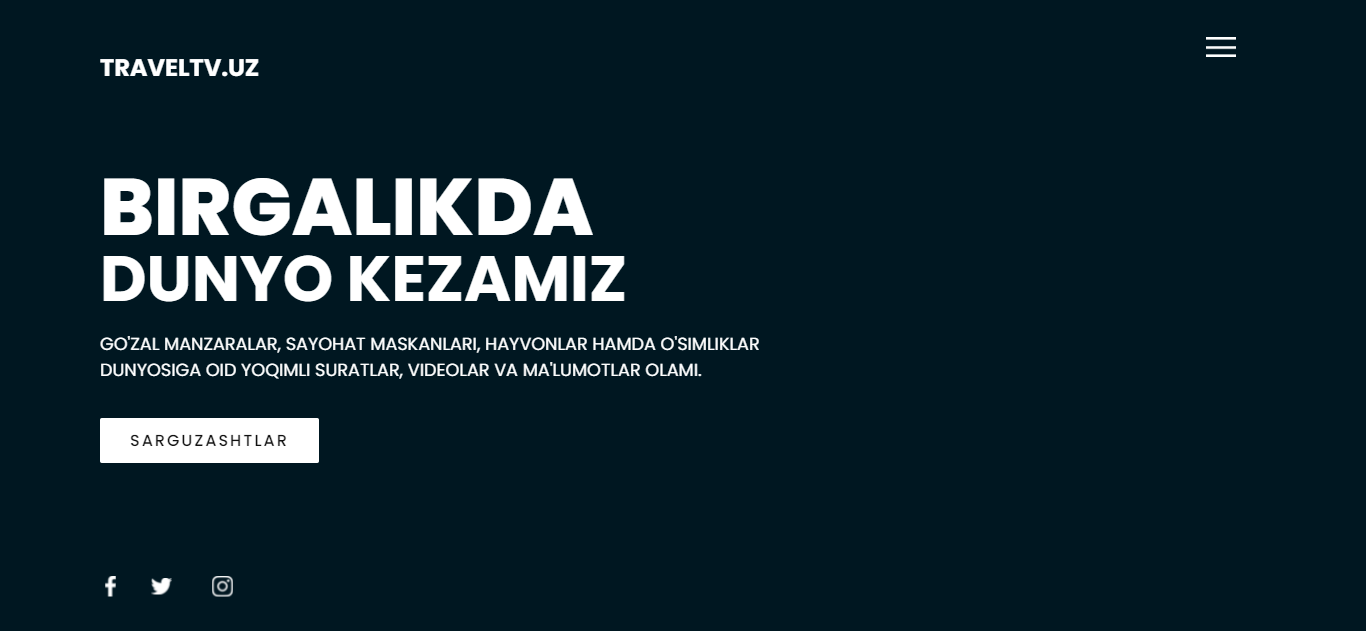 TRAVELTV.UZ
BIRGALIKDA
DUNYO KEZAMIZ
GO'ZAL MANZARALAR, SAYOHAT MASKANLARI, HAYVONLAR HAMDA O'SIMLIKLAR
DUNYOSIGA OID YOQIMLI SURATLAR, VIDEOLAR VA MA'LUMOTLAR OLAMI.
SARGUZASHTLAR